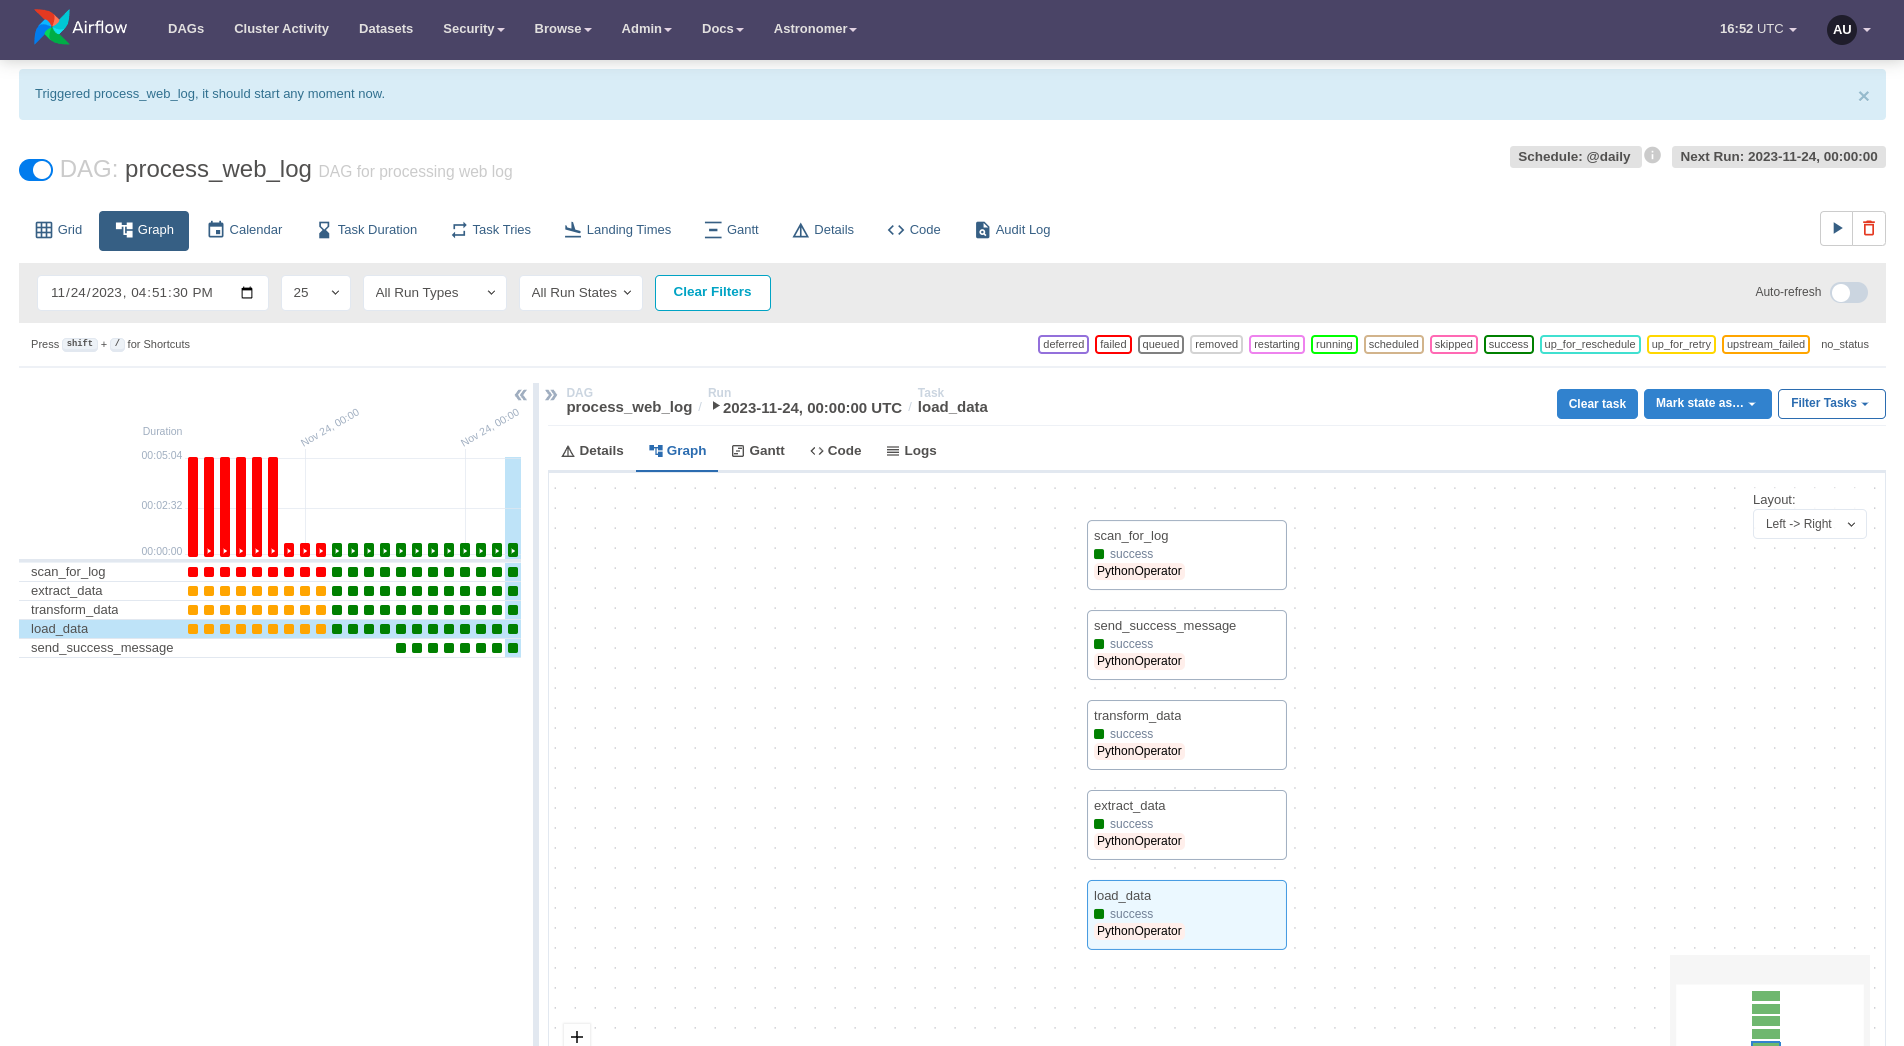 Airflow
DAGs
Cluster Activity
Datasets
Security
Browse
Admin
Docs
Astronomer
16:52 UTC
AU
Triggered process_web_log, it should start any moment now.
×
DAG: process_web_log DAG for processing web log
Schedule: @daily
i
Next Run: 2023-11-24, 00:00:00
Grid
Graph
Calendar
Task Duration
Task Tries
Landing Times
Gantt
Details
Code
Audit Log
11/24/2023, 04:51:30 PM
25
All Run Types
All Run States
Clear Filters
Auto-refresh
Press shift + / for Shortcuts
deferred
failed
queued
removed
restarting
running
scheduled
skipped
success
up_for_reschedule
up_for_retry
upstream_failed
no_status
«
Duration
Nov 24, 00:00
Nov 24, 00:00
00:05:04
00:02:32
00:00:00
scan_for_log
extract_data
transform_data
load_data
send_success_message
»
DAG
process_web_log
/
Run
2023-11-24, 00:00:00 UTC
/
Task
load_data
Clear task
Mark state as…
Filter Tasks
Details
Graph
Gantt
Code
Logs
Layout:
Left -> Right
scan_for_log
success
PythonOperator
send_success_message
success
PythonOperator
transform_data
success
PythonOperator
extract_data
success
PythonOperator
load_data
success
PythonOperator
+